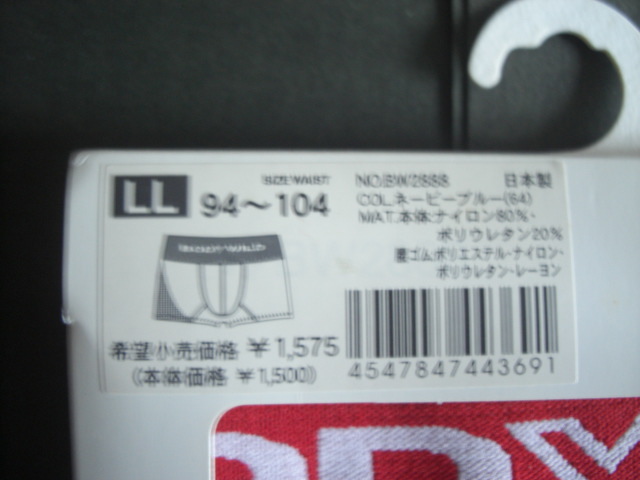 SIZE:WAIST
LL 94～104
NO.BW2888 日本製
COL.ネービーブルー(64)
MAT.本体:ナイロン80%・
ポリウレタン20%
ゴムポリエステル・ナイロン・
ポリウレタン・レーヨン
希望小売価格 ¥1,575
(本体価格 ¥1,500)
4547847443691